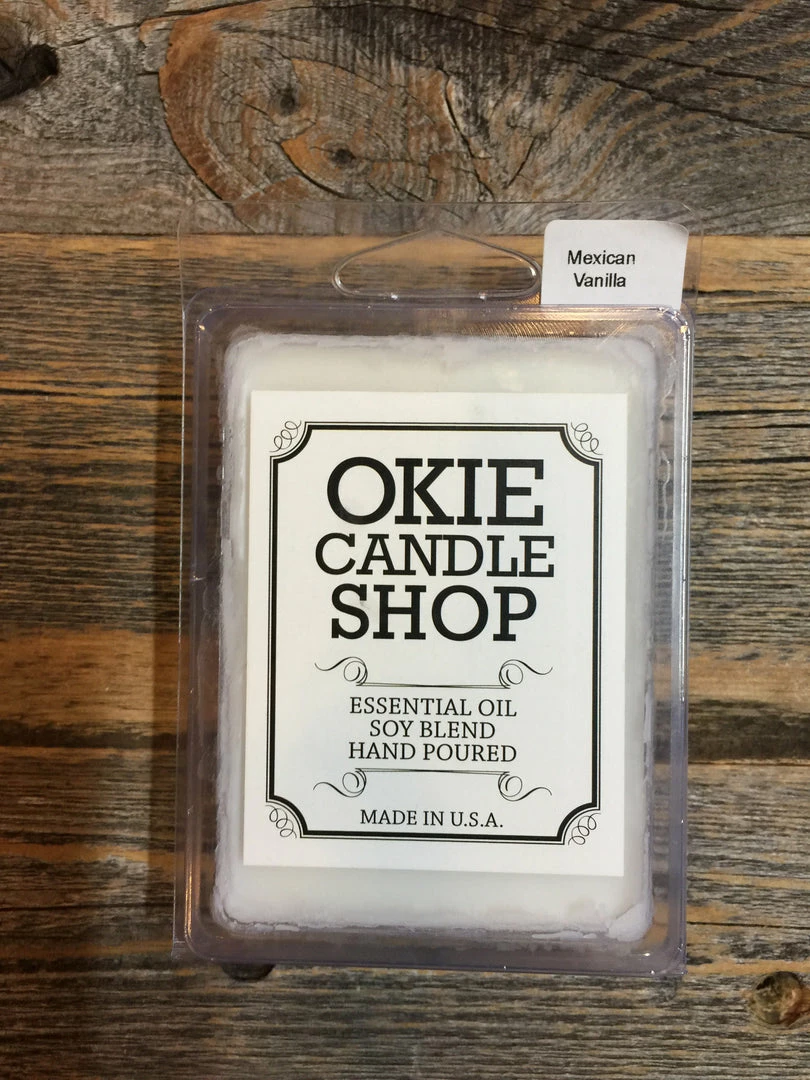 Mexican
Vanilla
OKIE
CANDLE
SHOP
ESSENTIAL OIL
SOY BLEND
HAND POURED
MADE IN U.S.A.